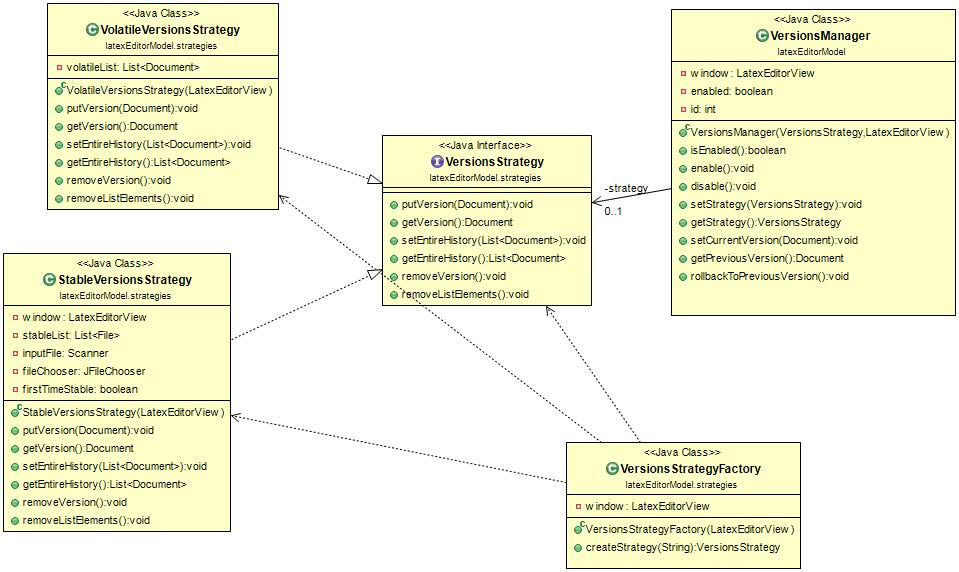 <<Java Class>>
VolatileVersionsStrategy
latexEditorModel.strategies
volatileList: List<Document>
VolatileVersionsStrategy(LatexEditorView)
putVersion(Document):void
getVersion():Document
setEntireHistory(List<Document>):void
getEntireHistory():List<Document>
removeVersion():void
removeListElements():void
<<Java Class>>
StableVersionsStrategy
latexEditorModel.strategies
window: LatexEditorView
stableList: List<File>
inputFile: Scanner
fileChooser: JFileChooser
firstTimeStable: boolean
StableVersionsStrategy(LatexEditorView)
putVersion(Document):void
getVersion():Document
setEntireHistory(List<Document>):void
getEntireHistory():List<Document>
removeVersion():void
removeListElements():void
<<Java Interface>>
VersionsStrategy
latexEditorModel.strategies
putVersion(Document):void
getVersion():Document
setEntireHistory(List<Document>):void
getEntireHistory():List<Document>
removeVersion():void
removeListElements():void
-strategy
0..1
<<Java Class>>
VersionsManager
latexEditorModel
window: LatexEditorView
enabled: boolean
id: int
VersionsManager(VersionsStrategy,LatexEditorView)
isEnabled():boolean
enable():void
disable():void
setStrategy(VersionsStrategy):void
getStrategy():VersionsStrategy
setCurrentVersion(Document):void
getPreviousVersion():Document
rollbackToPreviousVersion():void
<<Java Class>>
VersionsStrategyFactory
latexEditorModel.strategies
window: LatexEditorView
VersionsStrategyFactory(LatexEditorView)
createStrategy(String):VersionsStrategy